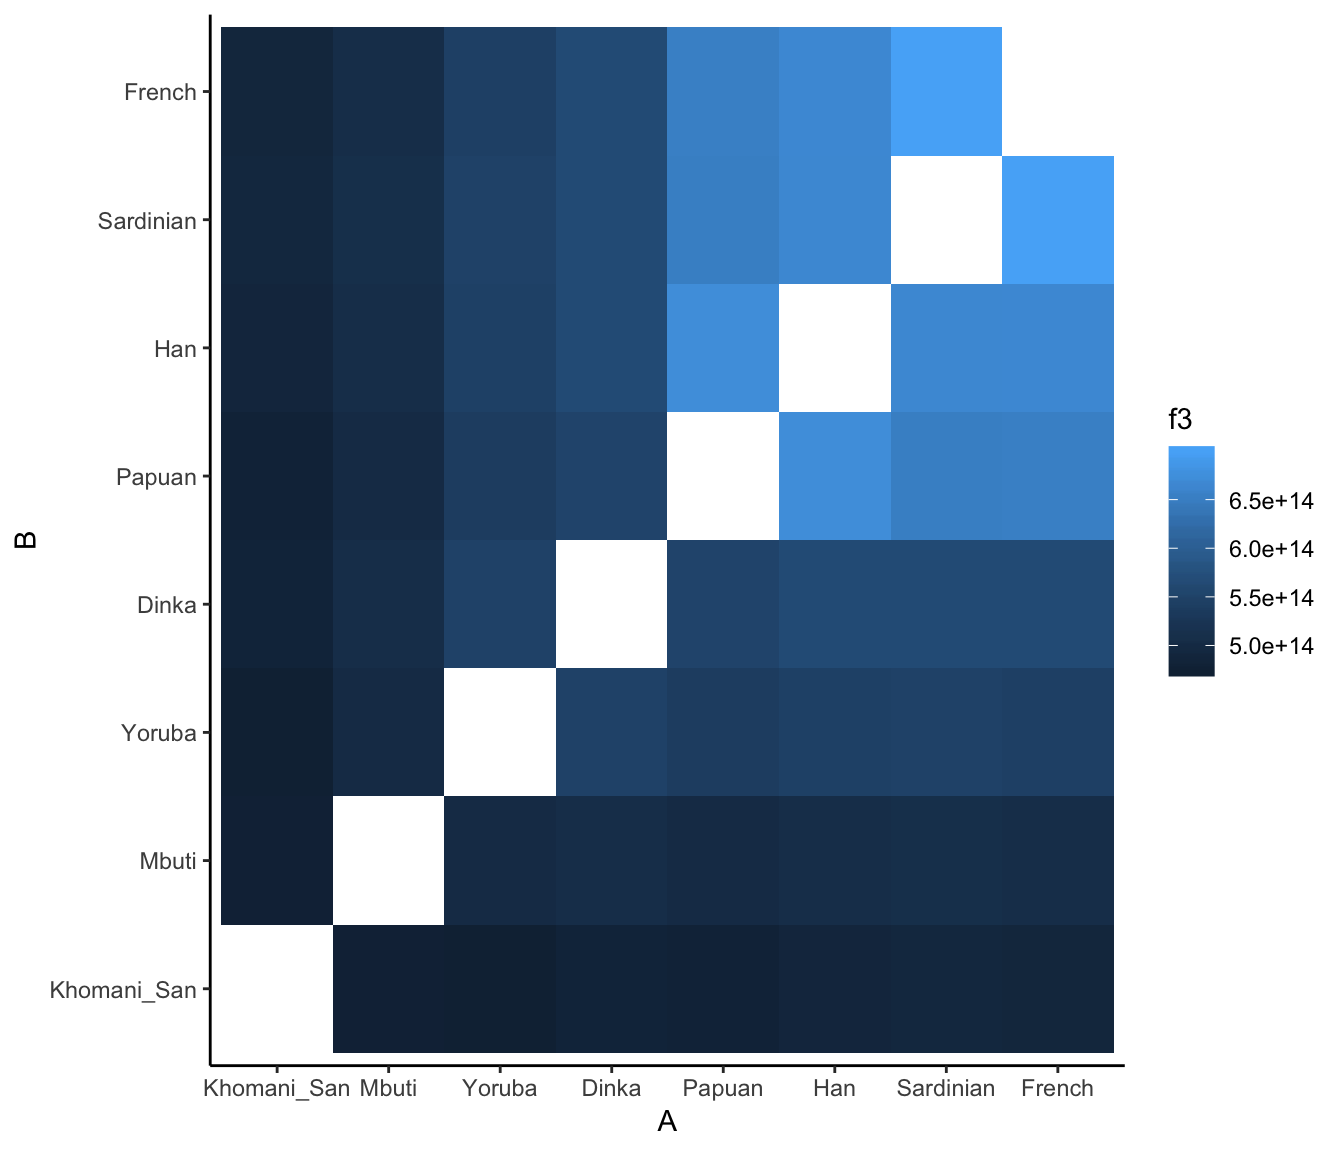 French
Sardinian
Han
Papuan
Dinka
Yoruba
Mbuti
Khomani_San
B
Khomani_San Mbuti Yoruba Dinka Papuan Han Sardinian French
A
f3
6.5e+14
6.0e+14
5.5e+14
5.0e+14